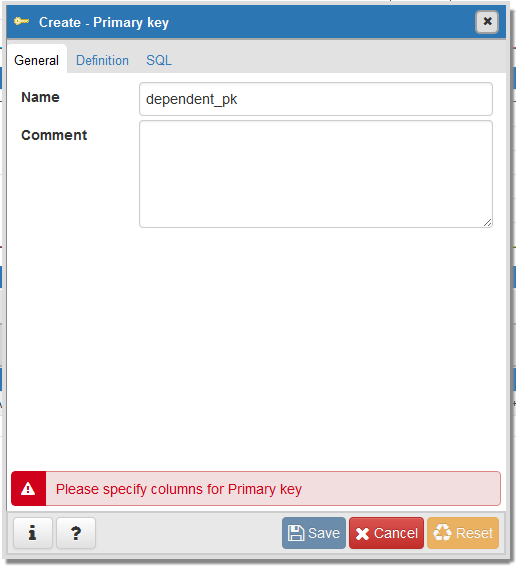 Create - Primary key
General Definition SQL
Name dependent_pk
Comment
Please specify columns for Primary key
i ? Save Cancel Reset